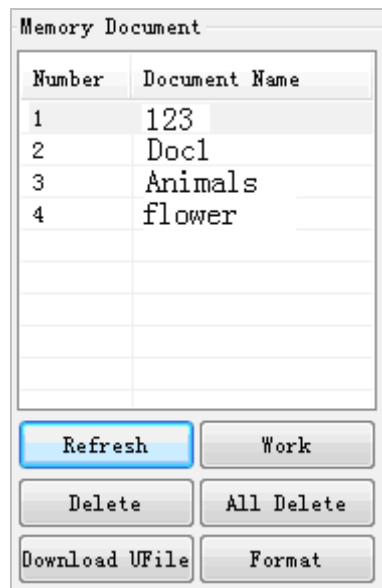 Memory Document
Number Document Name
1 123
2 Doc1
3 Animals
4 flower
Refresh Work
Delete All Delete
Download UFile Format